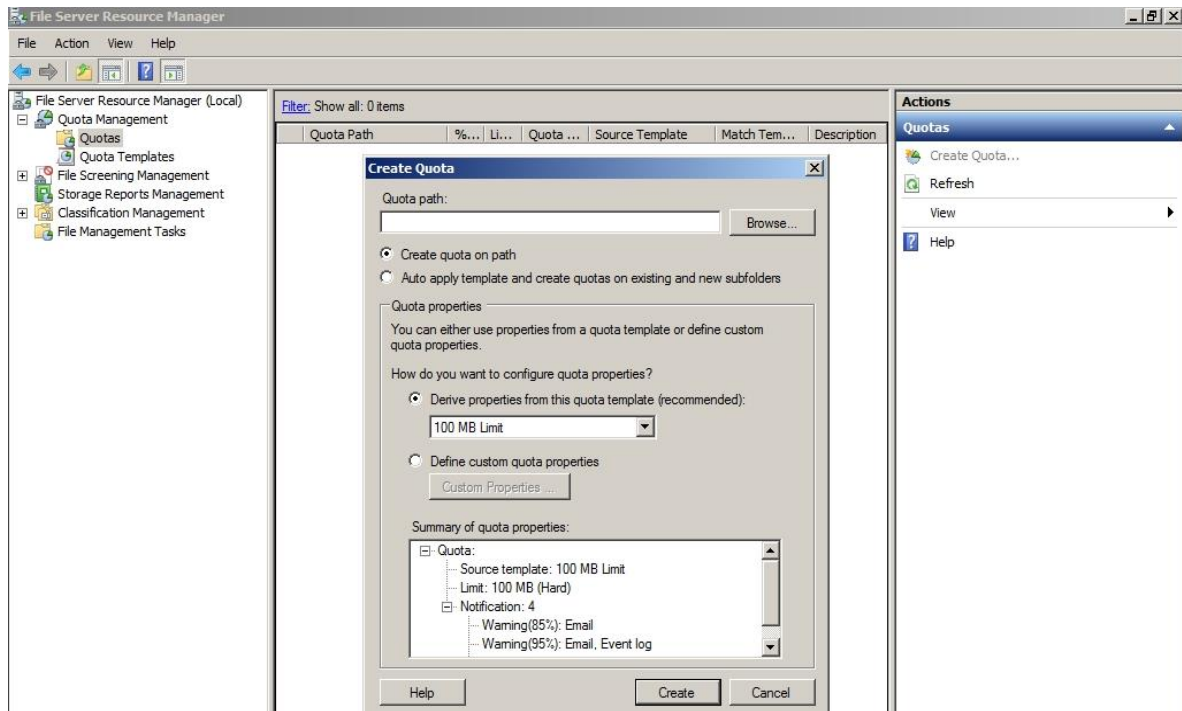 File Server Resource Manager
File Action View Help
File Server Resource Manager (Local)
Quota Management
Quotas
Quota Templates
File Screening Management
Storage Reports Management
Classification Management
File Management Tasks
Filter: Show all: 0 items
Quota Path %... Li... Quota ... Source Template Match Tem... Description
Create Quota
Quota path:
Browse...
Create quota on path
Auto apply template and create quotas on existing and new subfolders
Quota properties
You can either use properties from a quota template or define custom
quota properties.
How do you want to configure quota properties?
Derive properties from this quota template (recommended):
100 MB Limit
Define custom quota properties
Custom Properties ...
Summary of quota properties:
Quota:
Source template: 100 MB Limit
Limit: 100 MB (Hard)
Notification: 4
Warning(85%): Email
Warning(95%): Email, Event log
Help Create Cancel
Actions
Quotas
Create Quota...
Refresh
View
Help